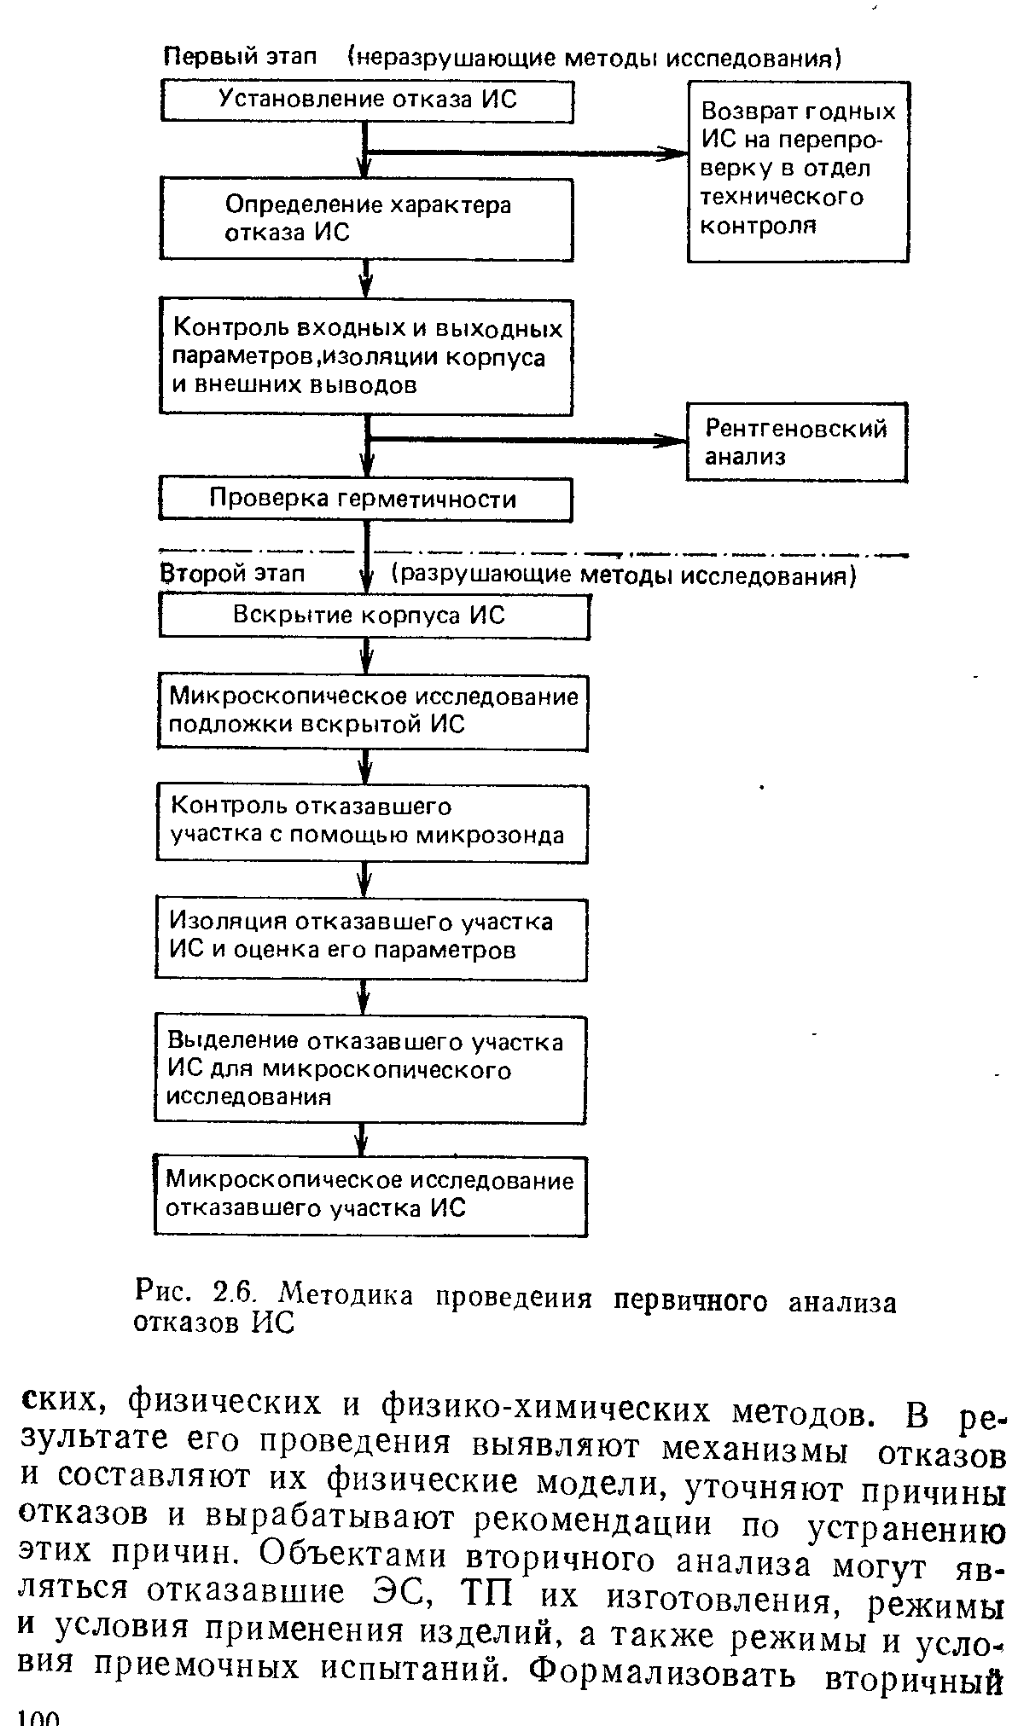 Первый этап (неразрушающие методы исследования)
Установление отказа ИС
Возврат годных
ИС на перепро-
верку в отдел
технического
контроля
Определение характера
отказа ИС
Контроль входных и выходных
параметров,изоляции корпуса
и внешних выводов
Рентгеновский
анализ
Проверка герметичности
Второй этап (разрушающие методы исследования)
Вскрытие корпуса ИС
Микроскопическое исследование
подложки вскрытой ИС
Контроль отказавшего
участка с помощью микрозонда
Изоляция отказавшего участка
ИС и оценка его параметров
Выделение отказавшего участка
ИС для микроскопического
исследования
Микроскопическое исследование
отказавшего участка ИС
Рис. 2.6. Методика проведения первичного анализа
отказов ИС
ских, физических и физико-химических методов. В ре-
зультате его проведения выявляют механизмы отказов
и составляют их физические модели, уточняют причины
отказов и вырабатывают рекомендации по устранению
этих причин. Объектами вторичного анализа могут яв-
ляться отказавшие ЭС, ТП их изготовления, режимы
и условия применения изделий, а также режимы и усло-
вия приемочных испытаний. Формализовать вторичный
100